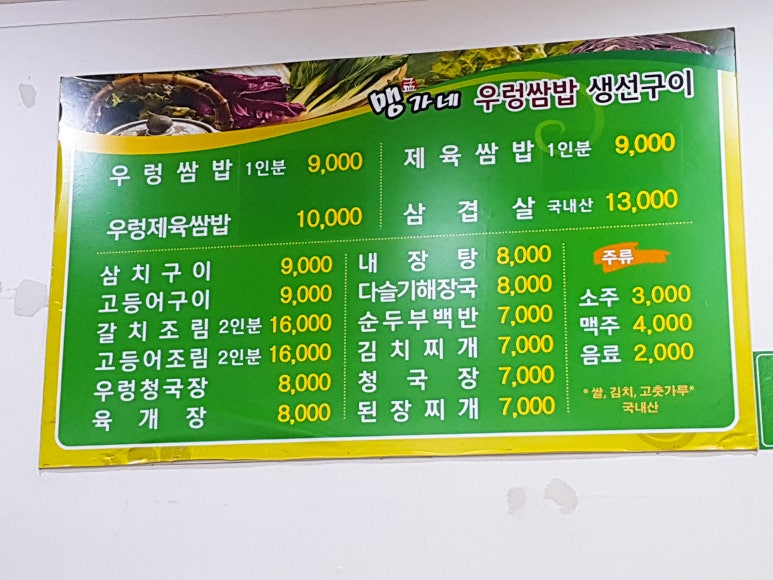 맹가네 우렁쌈밥 생선구이
우렁쌈밥 1인분 9,000
제육쌈밥 1인분 9,000
우렁제육쌈밥 10,000
삼겹살 국내산 13,000
삼치구이 9,000
고등어구이 9,000
갈치조림 2인분 16,000
고등어조림 2인분 16,000
우렁청국장 8,000
육개장 8,000
내장탕 8,000
다슬기해장국 8,000
순두부백반 7,000
김치찌개 7,000
청국장 7,000
된장찌개 7,000
주류
소주 3,000
맥주 4,000
음료 2,000
* 쌀, 김치, 고춧가루*
국내산